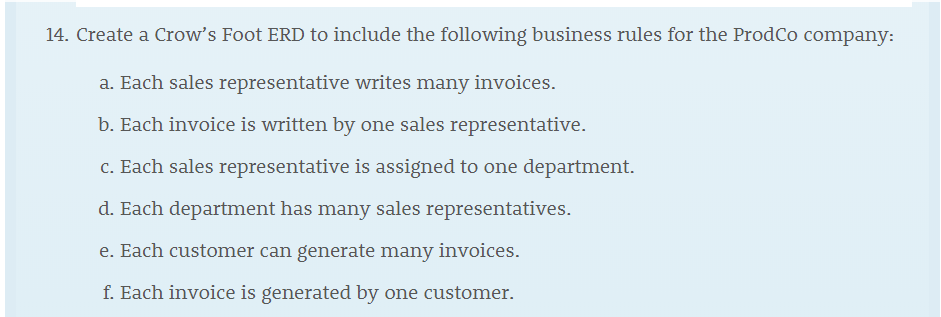 14. Create a Crow’s Foot ERD to include the following business rules for the ProdCo company:
a. Each sales representative writes many invoices.
b. Each invoice is written by one sales representative.
c. Each sales representative is assigned to one department.
d. Each department has many sales representatives.
e. Each customer can generate many invoices.
f. Each invoice is generated by one customer.